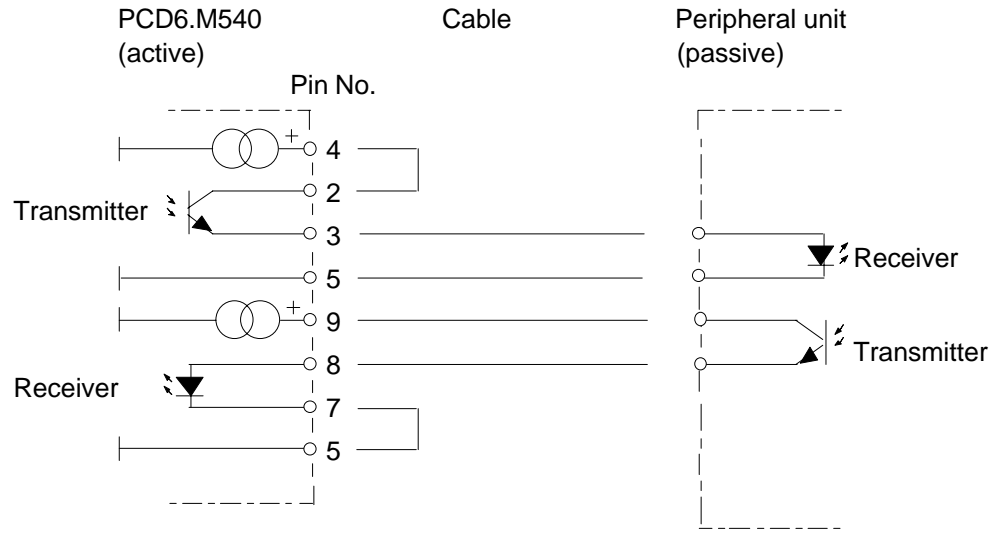 PCD6.M540
(active)
Cable
Peripheral unit
(passive)
Pin No.
+
4
2
Transmitter
3
Receiver
5
+
9
8
Transmitter
Receiver
7
5